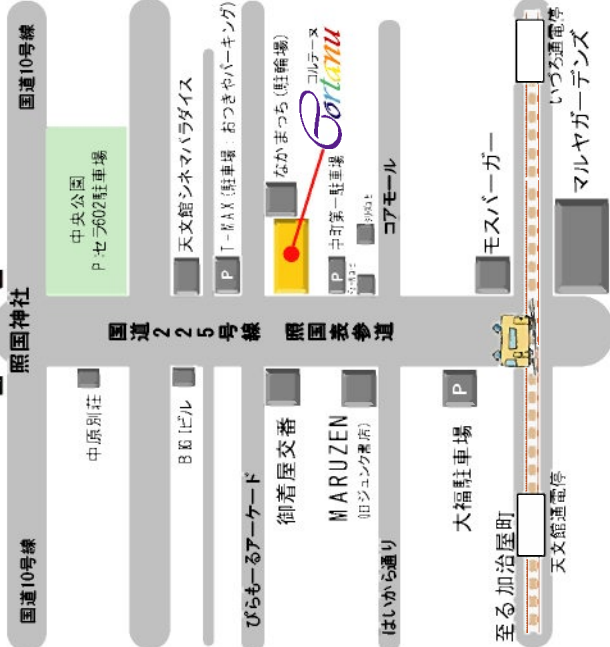 国道10号線
中央公園
P:セラ602駐車場
天文館シネマパラダイス
T-MAX(駐車場:おつきやパーキング)
なかまっち(駐輪場)
コルテーヌ
Cortanu
中町第一駐車場
コアモール
モスバーガー
いづろ通電停
マルヤガーデンズ
照国神社
国道225号線
照国表参道
P
P
中原別荘
BIGIビル
御着屋交番
MARUZEN
(旧ジュンク書店)
P
大福駐車場
国道10号線
ぴらもーるアーケード
はいから通り
至る加治屋町
天文館通電停